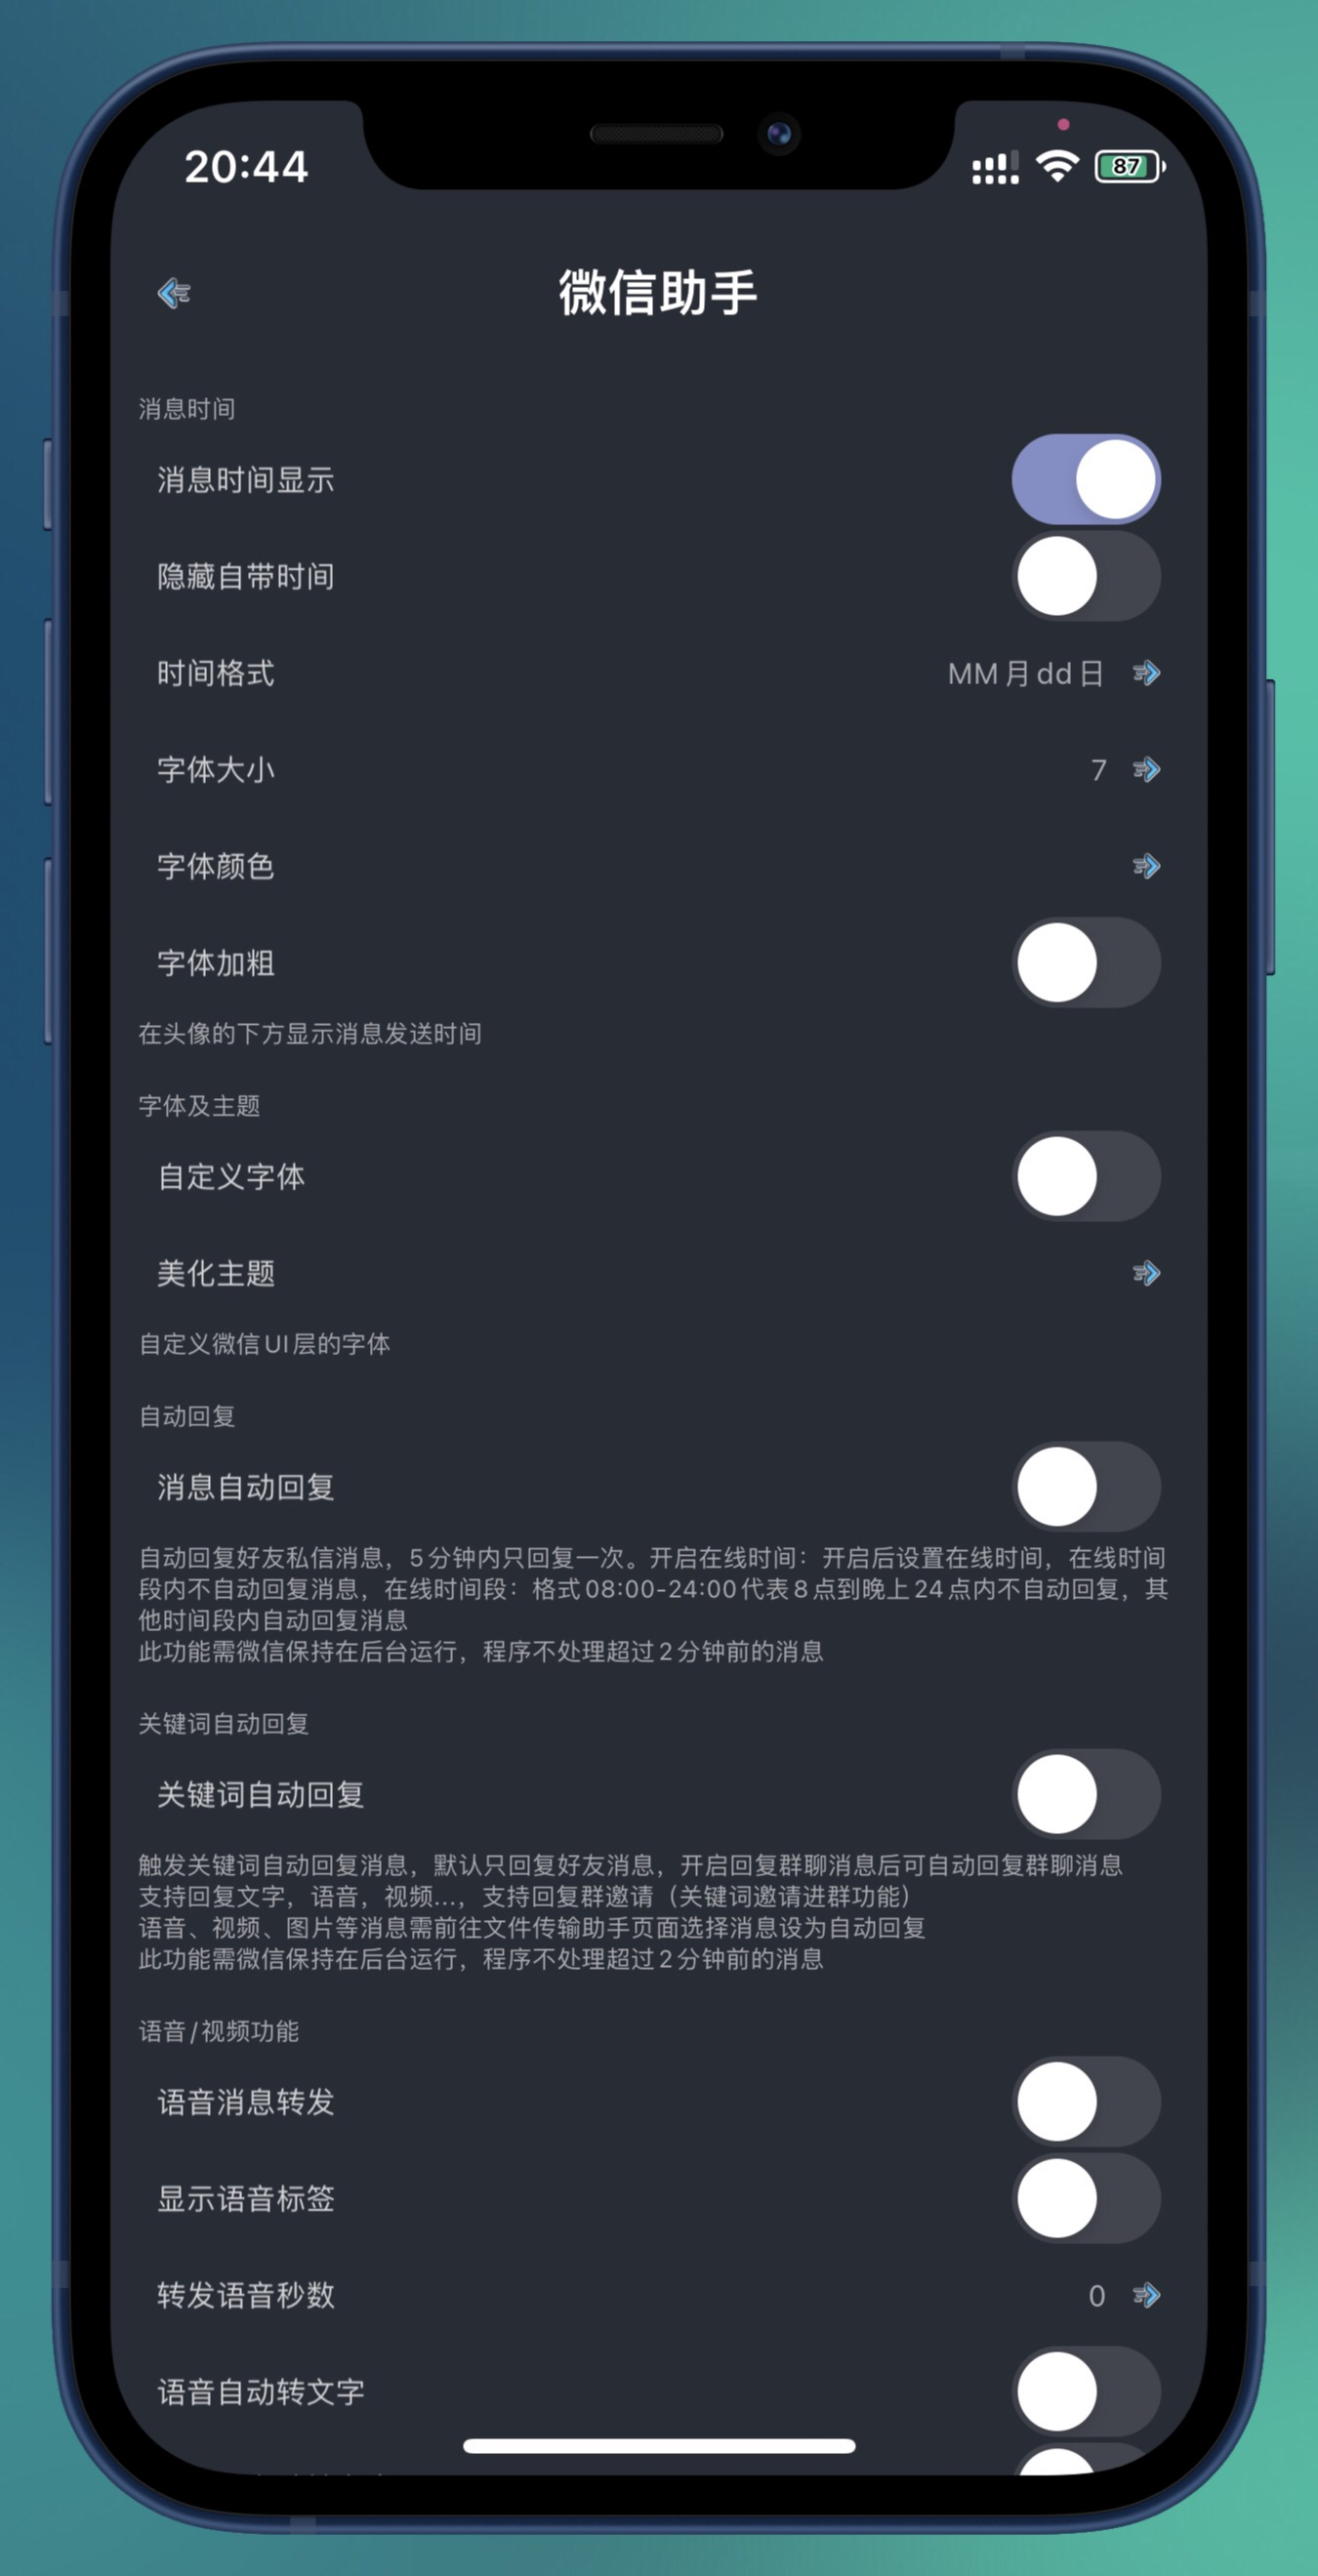 20:44
87
微信助手
消息时间
消息时间显示
隐藏自带时间
时间格式 MM月dd日
字体大小 7
字体颜色
字体加粗
在头像的下方显示消息发送时间
字体及主题
自定义字体
美化主题
自定义微信UI层的字体
自动回复
消息自动回复
自动回复好友私信消息，5分钟内只回复一次。开启在线时间：开启后设置在线时间，在线时间
段内不自动回复消息，在线时间段：格式08:00-24:00代表8点到晚上24点内不自动回复，其
他时间段内自动回复消息
此功能需微信保持在后台运行，程序不处理超过2分钟前的消息
关键词自动回复
关键词自动回复
触发关键词自动回复消息，默认只回复好友消息，开启回复群聊消息后可自动回复群聊消息
支持回复文字，语音，视频...，支持回复群邀请（关键词邀请进群功能）
语音、视频、图片等消息需前往文件传输助手页面选择消息设为自动回复
此功能需微信保持在后台运行，程序不处理超过2分钟前的消息
语音/视频功能
语音消息转发
显示语音标签
转发语音秒数 0
语音自动转文字